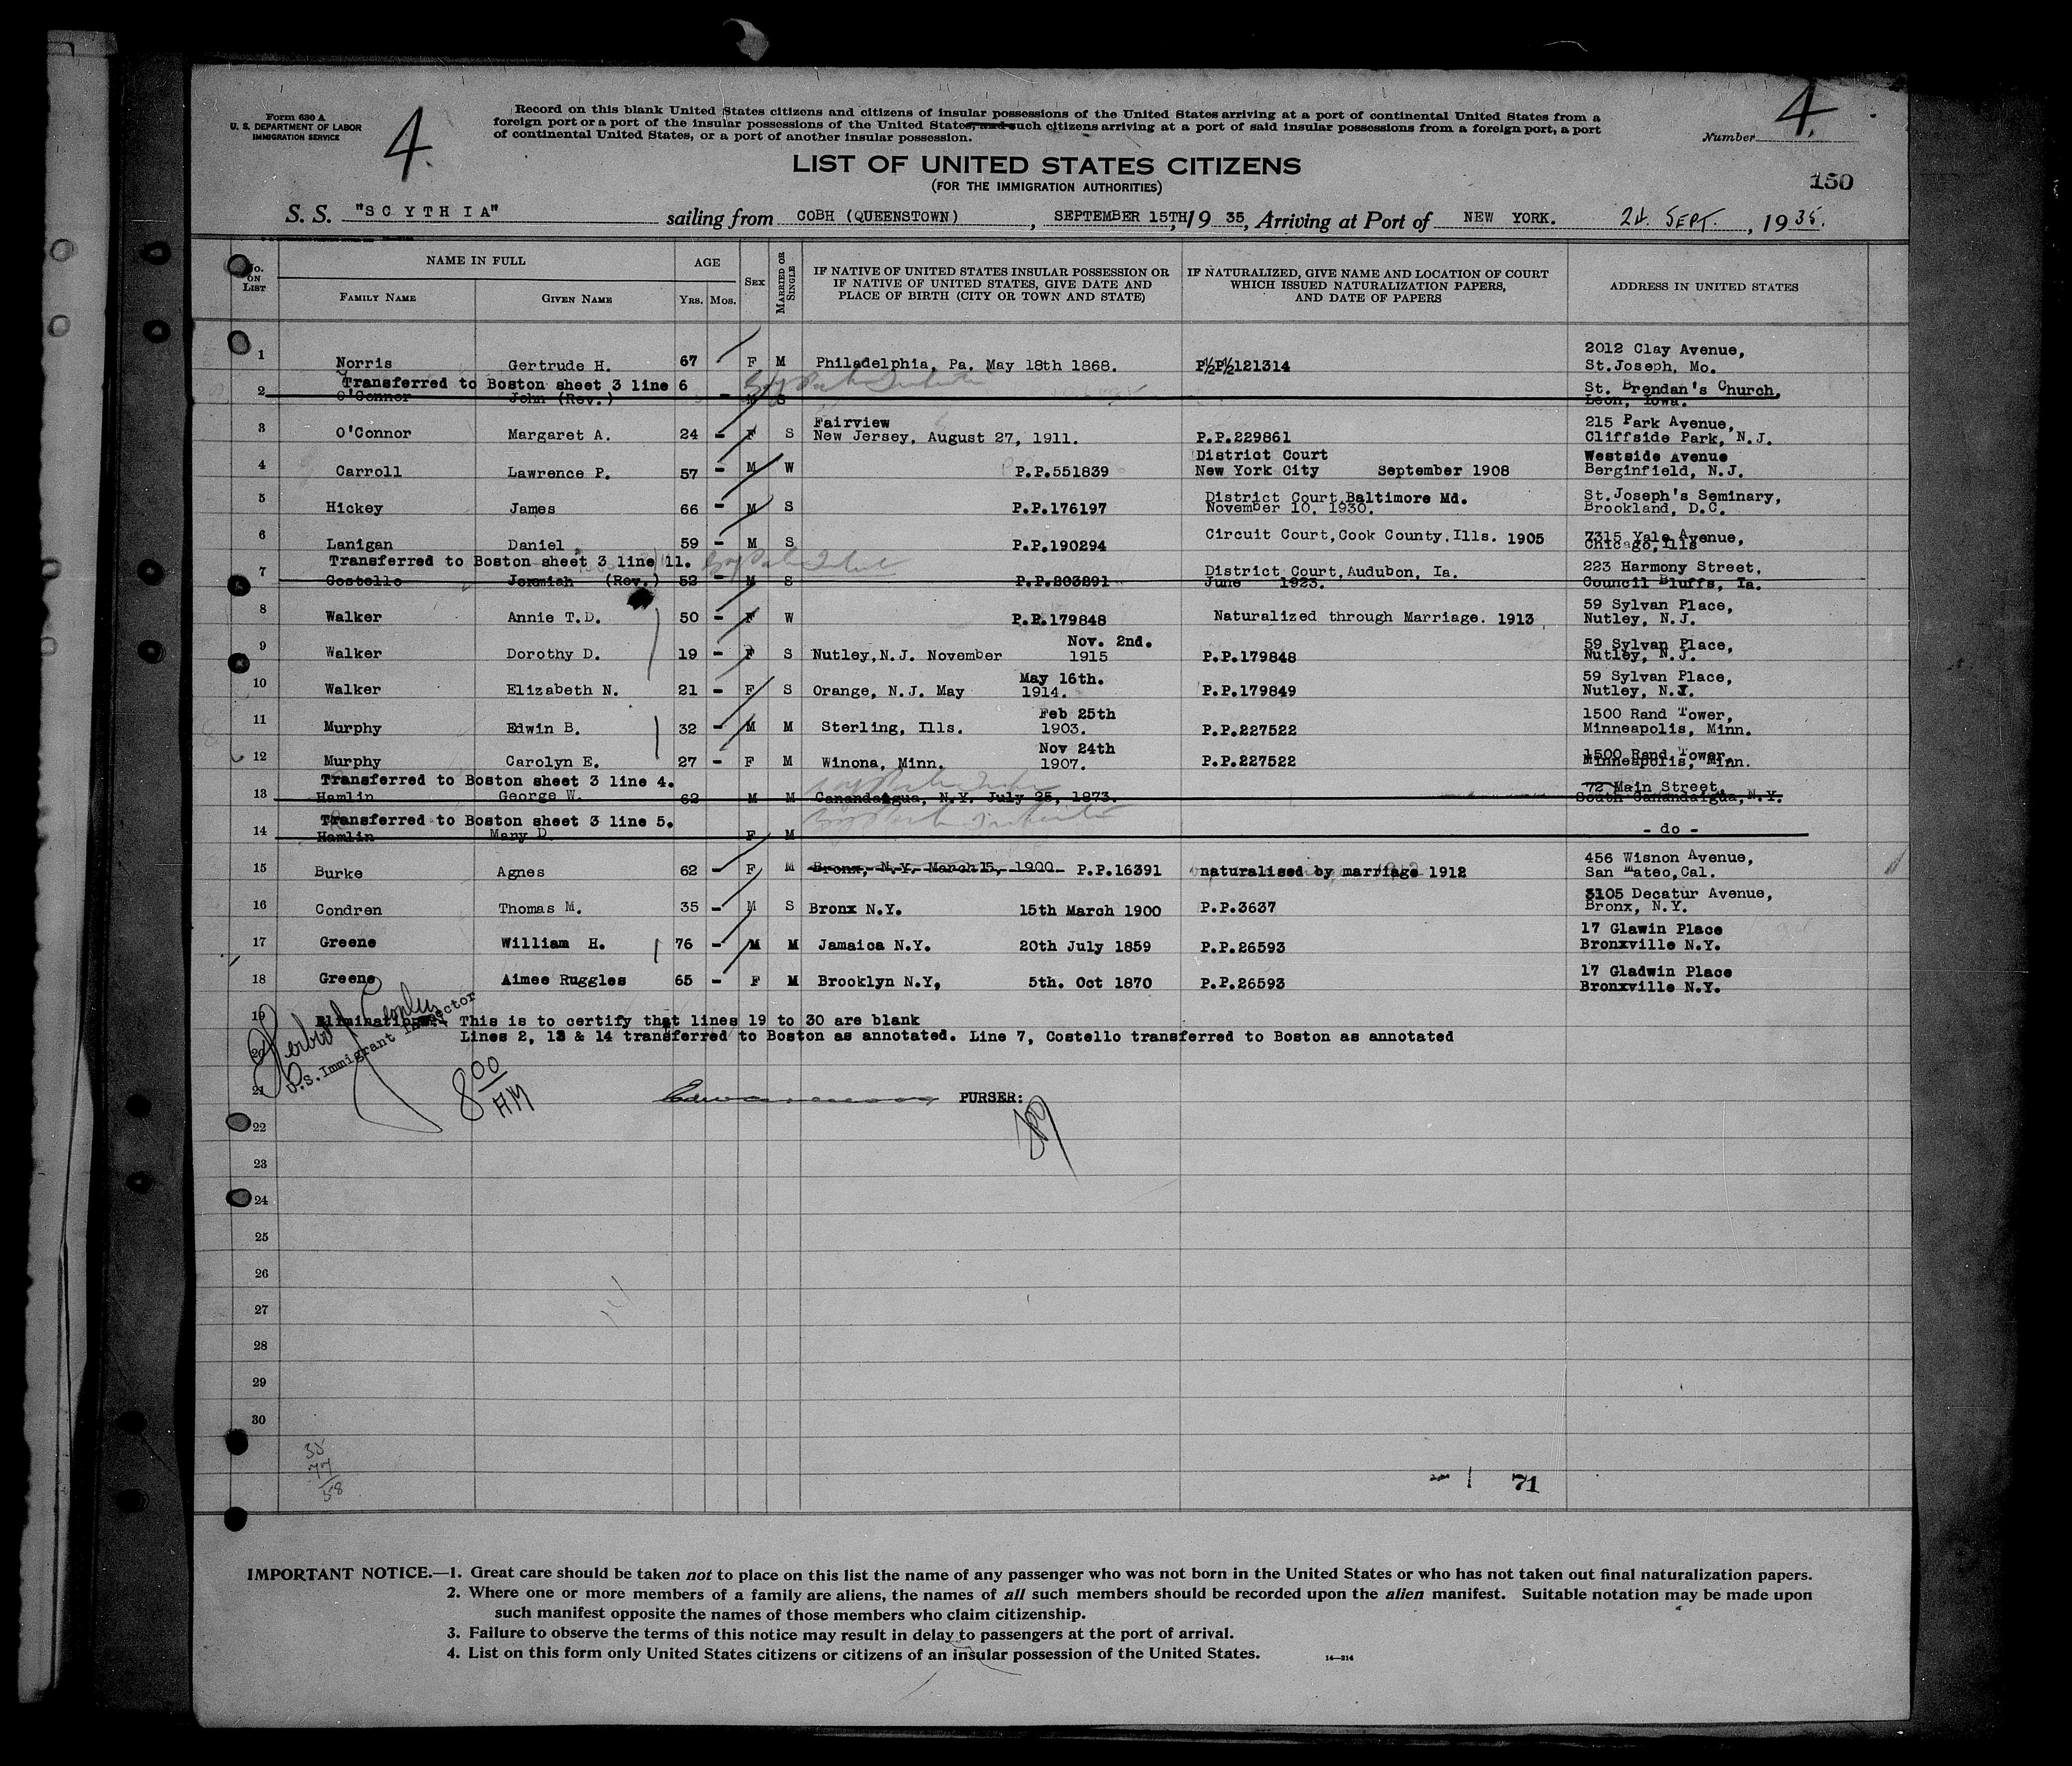 Form 630 A
U. S. DEPARTMENT OF LABOR
IMMIGRATION SERVICE
4.
Record on this blank United States citizens and citizens of insular possessions of the United States arriving at a port of continental United States from a
foreign port or a port of the insular possessions of the United States, and such citizens arriving at a port of said insular possessions from a foreign port, a port
of continental United States, or a port of another insular possession.
Number 4.
LIST OF UNITED STATES CITIZENS
(FOR THE IMMIGRATION AUTHORITIES)
150
S. S. "SCYTHIA" sailing from COBH (QUEENSTOWN), SEPTEMBER 15TH, 19 35, Arriving at Port of NEW YORK. 24. SEPT., 19 35.
No. ON LIST
NAME IN FULL
FAMILY NAME
GIVEN NAME
AGE
YRS. MOS.
SEX
MARRIED OR SINGLE
IF NATIVE OF UNITED STATES INSULAR POSSESSION OR
IF NATIVE OF UNITED STATES, GIVE DATE AND
PLACE OF BIRTH (CITY OR TOWN AND STATE)
IF NATURALIZED, GIVE NAME AND LOCATION OF COURT
WHICH ISSUED NATURALIZATION PAPERS,
AND DATE OF PAPERS
ADDRESS IN UNITED STATES
2012 Clay Avenue,
1 Norris Gertrude H. 67 F M Philadelphia, Pa. May 18th 1868. P½P½121314 St.Joseph, Mo.
Transferred to Boston sheet 3 line 6 St. Brendan's Church,
2 O'Connor John (Rev.) - M S Leon, Iowa.
Fairview 215 Park Avenue,
3 O'Connor Margaret A. 24 - F S New Jersey, August 27, 1911. P.P.229861 Cliffside Park, N.J.
District Court Westside Avenue
4 Carroll Lawrence P. 57 - M W P.P.551839 New York City September 1908 Berginfield, N.J.
District Court Baltimore Md. St.Joseph's Seminary,
5 Hickey James 66 - M S P.P.176197 November 10, 1930. Brookland, D.C.
Circuit Court,Cook County.Ills. 1905 7315 Yale Avenue,
6 Lanigan Daniel 59 - M S P.P.190294 Chicago,Ills
Transferred to Boston sheet 3 line 11. District Court,Audubon, Ia. 223 Harmony Street,
7 Costello Jeremiah (Rev.) 52 - M S P.P.203291 June 1923. Council Bluffs, Ia.
59 Sylvan Place,
8 Walker Annie T.D. 50 - F W P.P.179848 Naturalized through Marriage. 1913 Nutley, N.J.
Nov. 2nd. 59 Sylvan Place,
9 Walker Dorothy D. 19 - F S Nutley,N.J. November 1915 P.P.179848 Nutley, N.J.
May 16th. 59 Sylvan Place,
10 Walker Elizabeth N. 21 - F S Orange, N.J. May 1914. P.P.179849 Nutley, N.J.
Feb 25th 1500 Rand Tower,
11 Murphy Edwin B. 32 - M M Sterling, Ills. 1903. P.P.227522 Minneapolis, Minn.
Nov 24th 1500 Rand Tower,
12 Murphy Carolyn E. 27 - F M Winona, Minn. 1907. P.P.227522 Minneapolis, Minn.
Transferred to Boston sheet 3 line 4. 72 Main Street,
13 Hamlin George W. 62 M M Canandaigua, N.Y. July 25, 1873. South Canandaigua,N.Y.
Transferred to Boston sheet 3 line 5.
14 Hamlin Mary D. F M - do -
456 Wisnon Avenue,
15 Burke Agnes 62 - F M Bronx, N.Y. March 15, 1900 P.P.16391 naturalised by marriage 1912 San Mateo,Cal.
3105 Decatur Avenue,
16 Condren Thomas M. 35 - M S Bronx N.Y. 15th March 1900 P.P.3637 Bronx, N.Y.
17 Glawin Place
17 Greene William H. 76 - M M Jamaica N.Y. 20th July 1859 P.P.26593 Bronxville N.Y.
17 Gladwin Place
18 Greene Aimee Ruggles 65 - F M Brooklyn N.Y, 5th. Oct 1870 P.P.26593 Bronxville N.Y.
19 Eliminations. This is to certify that lines 19 to 30 are blank
20 Lines 2, 13 & 14 transferred to Boston as annotated. Line 7, Costello transferred to Boston as annotated
U.S. Immigrant Inspector
8 00 AM
21 PURSER:
22
23
24
25
26
27
28
29
30
35
77
58
- 1 71
IMPORTANT NOTICE.—1. Great care should be taken not to place on this list the name of any passenger who was not born in the United States or who has not taken out final naturalization papers.
2. Where one or more members of a family are aliens, the names of all such members should be recorded upon the alien manifest. Suitable notation may be made upon
such manifest opposite the names of those members who claim citizenship.
3. Failure to observe the terms of this notice may result in delay to passengers at the port of arrival.
4. List on this form only United States citizens or citizens of an insular possession of the United States.
14—214